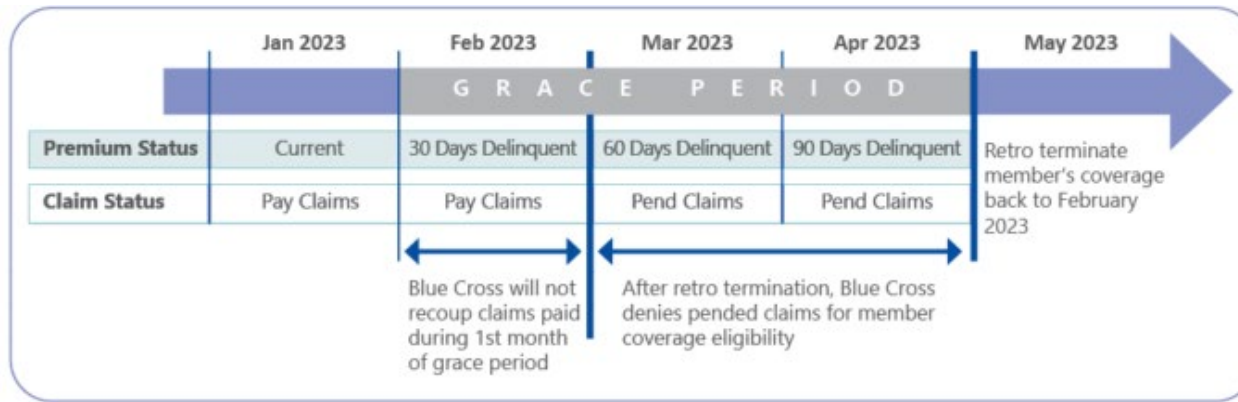 Jan 2023 Feb 2023 Mar 2023 Apr 2023 May 2023
GRACE PERIOD
Premium Status Current 30 Days Delinquent 60 Days Delinquent 90 Days Delinquent
Claim Status Pay Claims Pay Claims Pend Claims Pend Claims
Retro terminate
member's coverage
back to February
2023
Blue Cross will not
recoup claims paid
during 1st month
of grace period
After retro termination, Blue Cross
denies pended claims for member
coverage eligibility